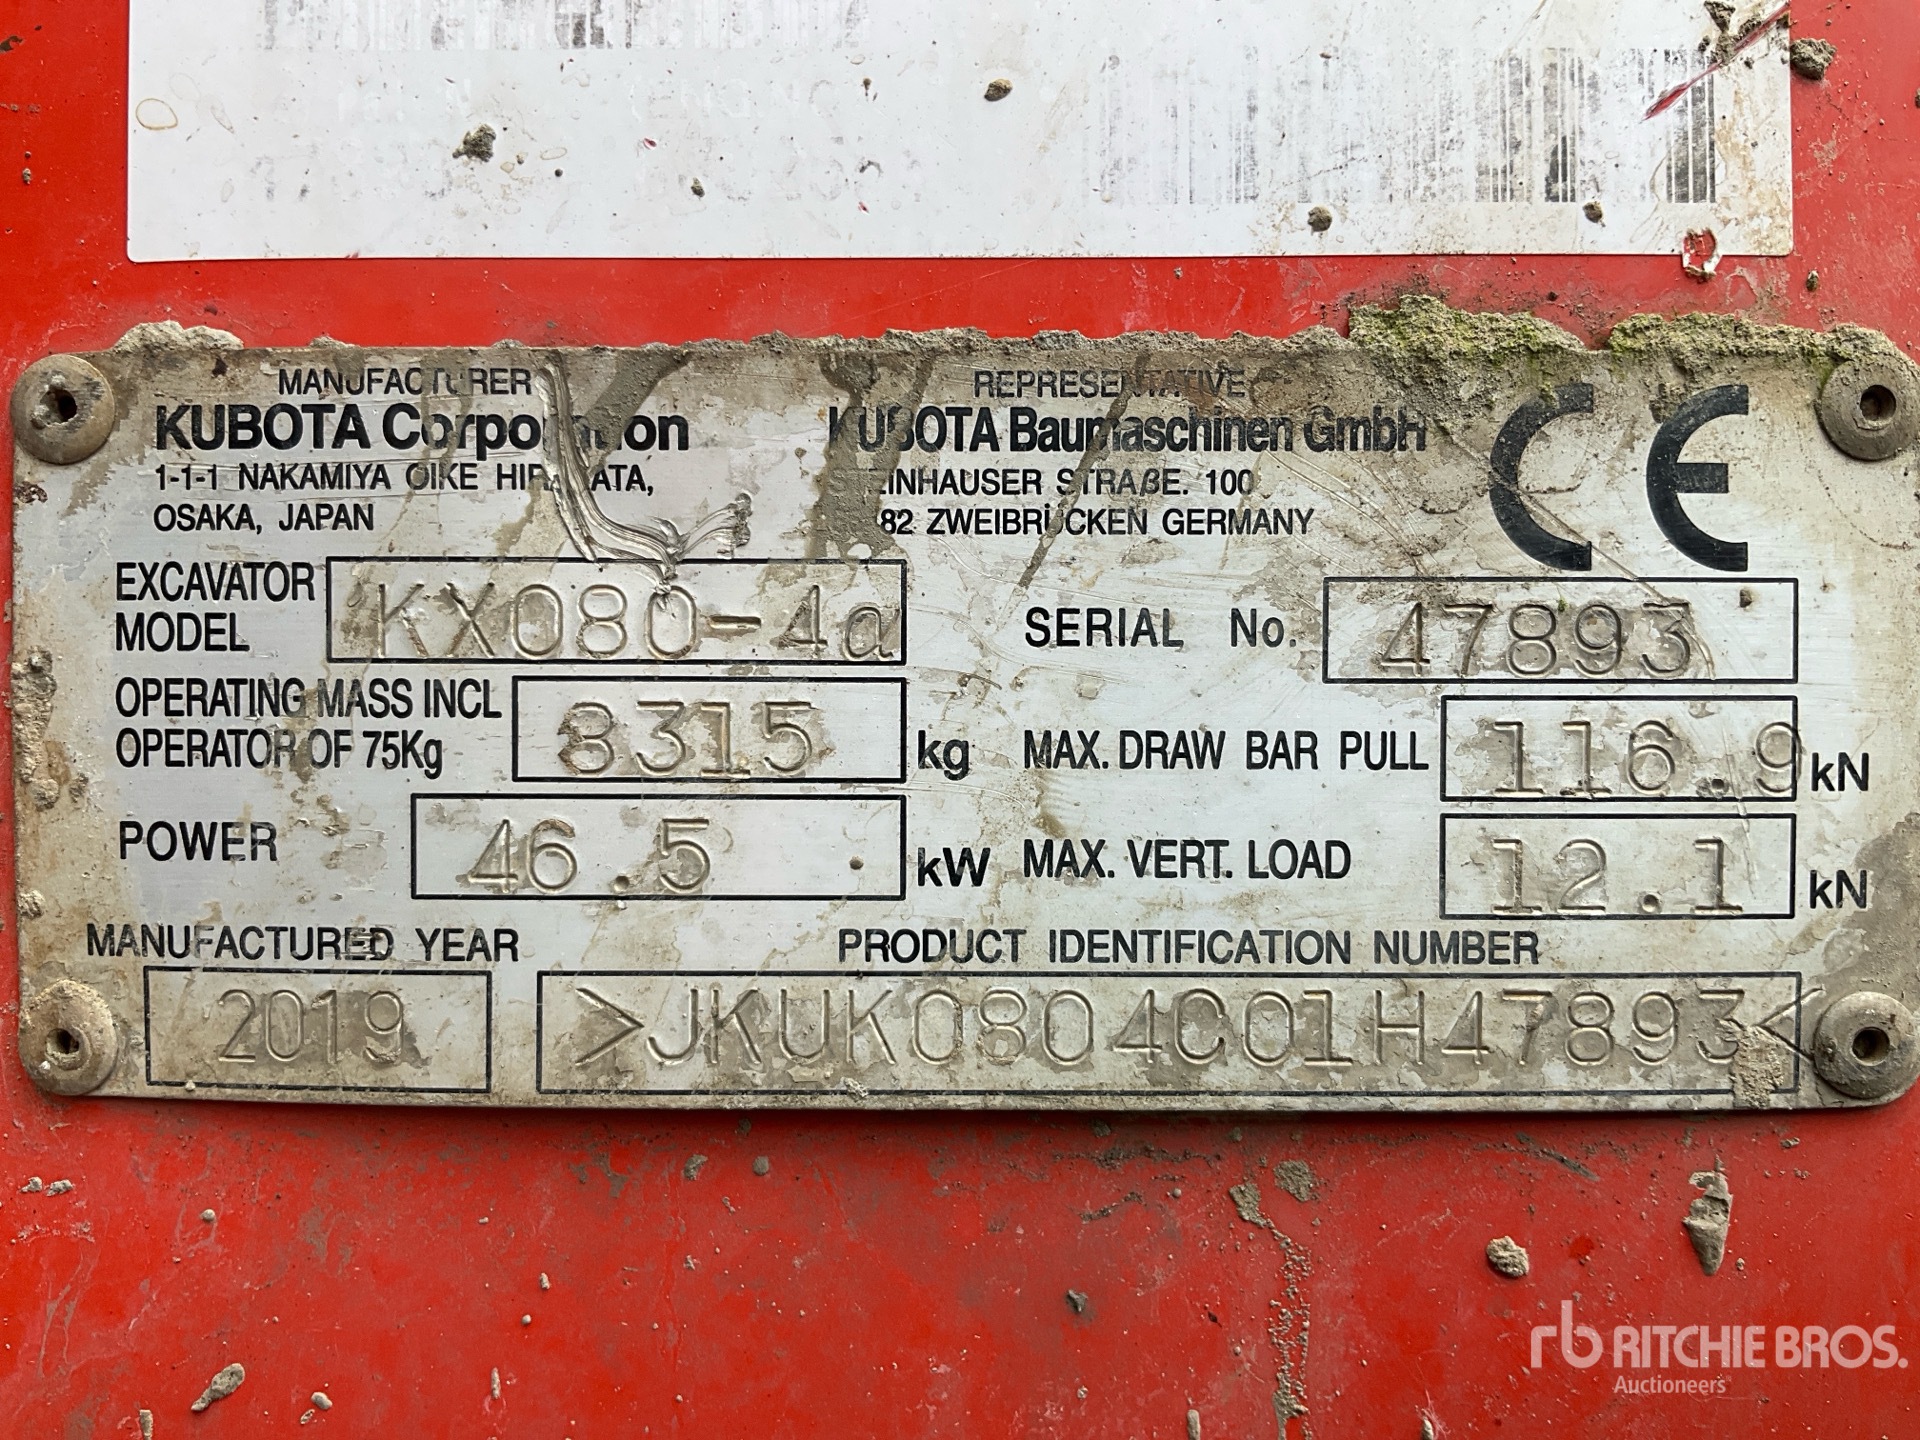 MANUFACTURER
KUBOTA Corporation
1-1-1 NAKAMIYA OIKE HIRAKATA,
OSAKA, JAPAN
REPRESENTATIVE
KUBOTA Baumaschinen GmbH
STEINHAUSER STRAßE. 100
82 ZWEIBRÜCKEN GERMANY
CE
EXCAVATOR MODEL KX080-4α
SERIAL No. 47893
OPERATING MASS INCL
OPERATOR OF 75Kg 8315 kg
MAX. DRAW BAR PULL 116.9 kN
POWER 46.5 kW
MAX. VERT. LOAD 12.1 kN
MANUFACTURED YEAR
2019
PRODUCT IDENTIFICATION NUMBER
>JKUK0804C01H47893<
rb RITCHIE BROS.
Auctioneers